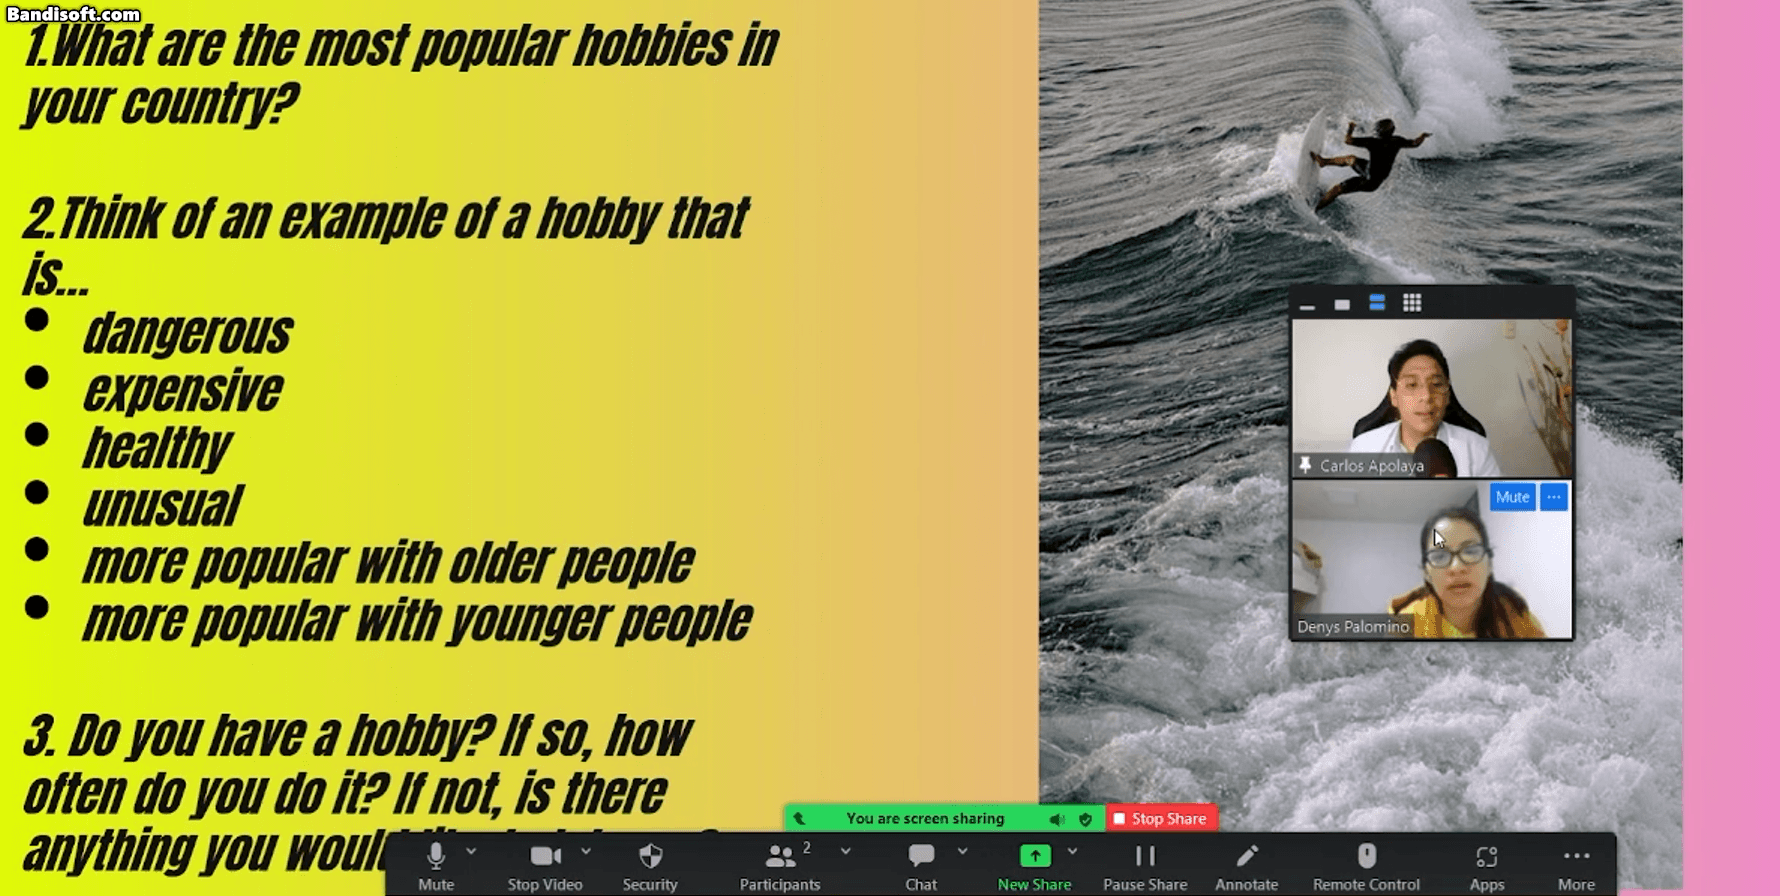 Bandisoft.com
1.What are the most popular hobbies in
your country?
2.Think of an example of a hobby that
is...
• dangerous
• expensive
• healthy
• unusual
• more popular with older people
• more popular with younger people
3. Do you have a hobby? If so, how
often do you do it? If not, is there
anything you would
Carlos Apolaya
Mute ...
Denys Palomino
You are screen sharing
Stop Share
2
Mute
Stop Video
Security
Participants
Chat
New Share
Pause Share
Annotate
Remote Control
Apps
More